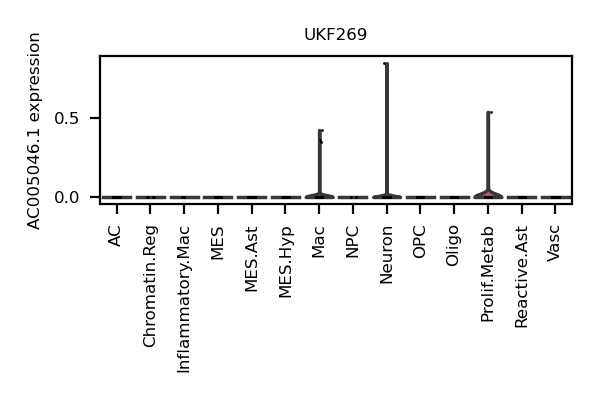 UKF269
AC005046.1 expression
0.5
0.0
AC
Chromatin.Reg
Inflammatory.Mac
MES
MES.Ast
MES.Hyp
Mac
NPC
Neuron
OPC
Oligo
Prolif.Metab
Reactive.Ast
Vasc